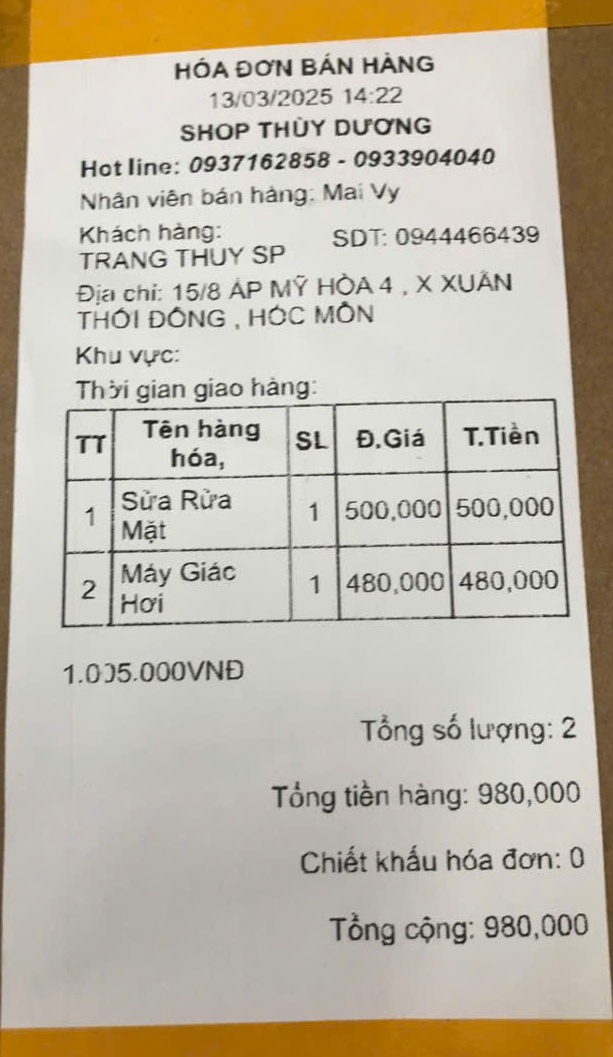 HÓA ĐƠN BÁN HÀNG
13/03/2025 14:22
SHOP THÙY DƯƠNG
Hot line: 0937162858 - 0933904040
Nhân viên bán hàng: Mai Vy
Khách hàng: SDT: 0944466439
TRANG THUY SP
Địa chỉ: 15/8 ÁP MỸ HÒA 4 , X XUÂN
THỚI ĐÔNG , HÓC MÔN
Khu vực:
Thời gian giao hàng:
TT Tên hàng hóa, SL Đ.Giá T.Tiền
1 Sữa Rửa Mặt 1 500,000 500,000
2 Máy Giác Hơi 1 480,000 480,000
1.005.000VNĐ
Tổng số lượng: 2
Tổng tiền hàng: 980,000
Chiết khấu hóa đơn: 0
Tổng cộng: 980,000